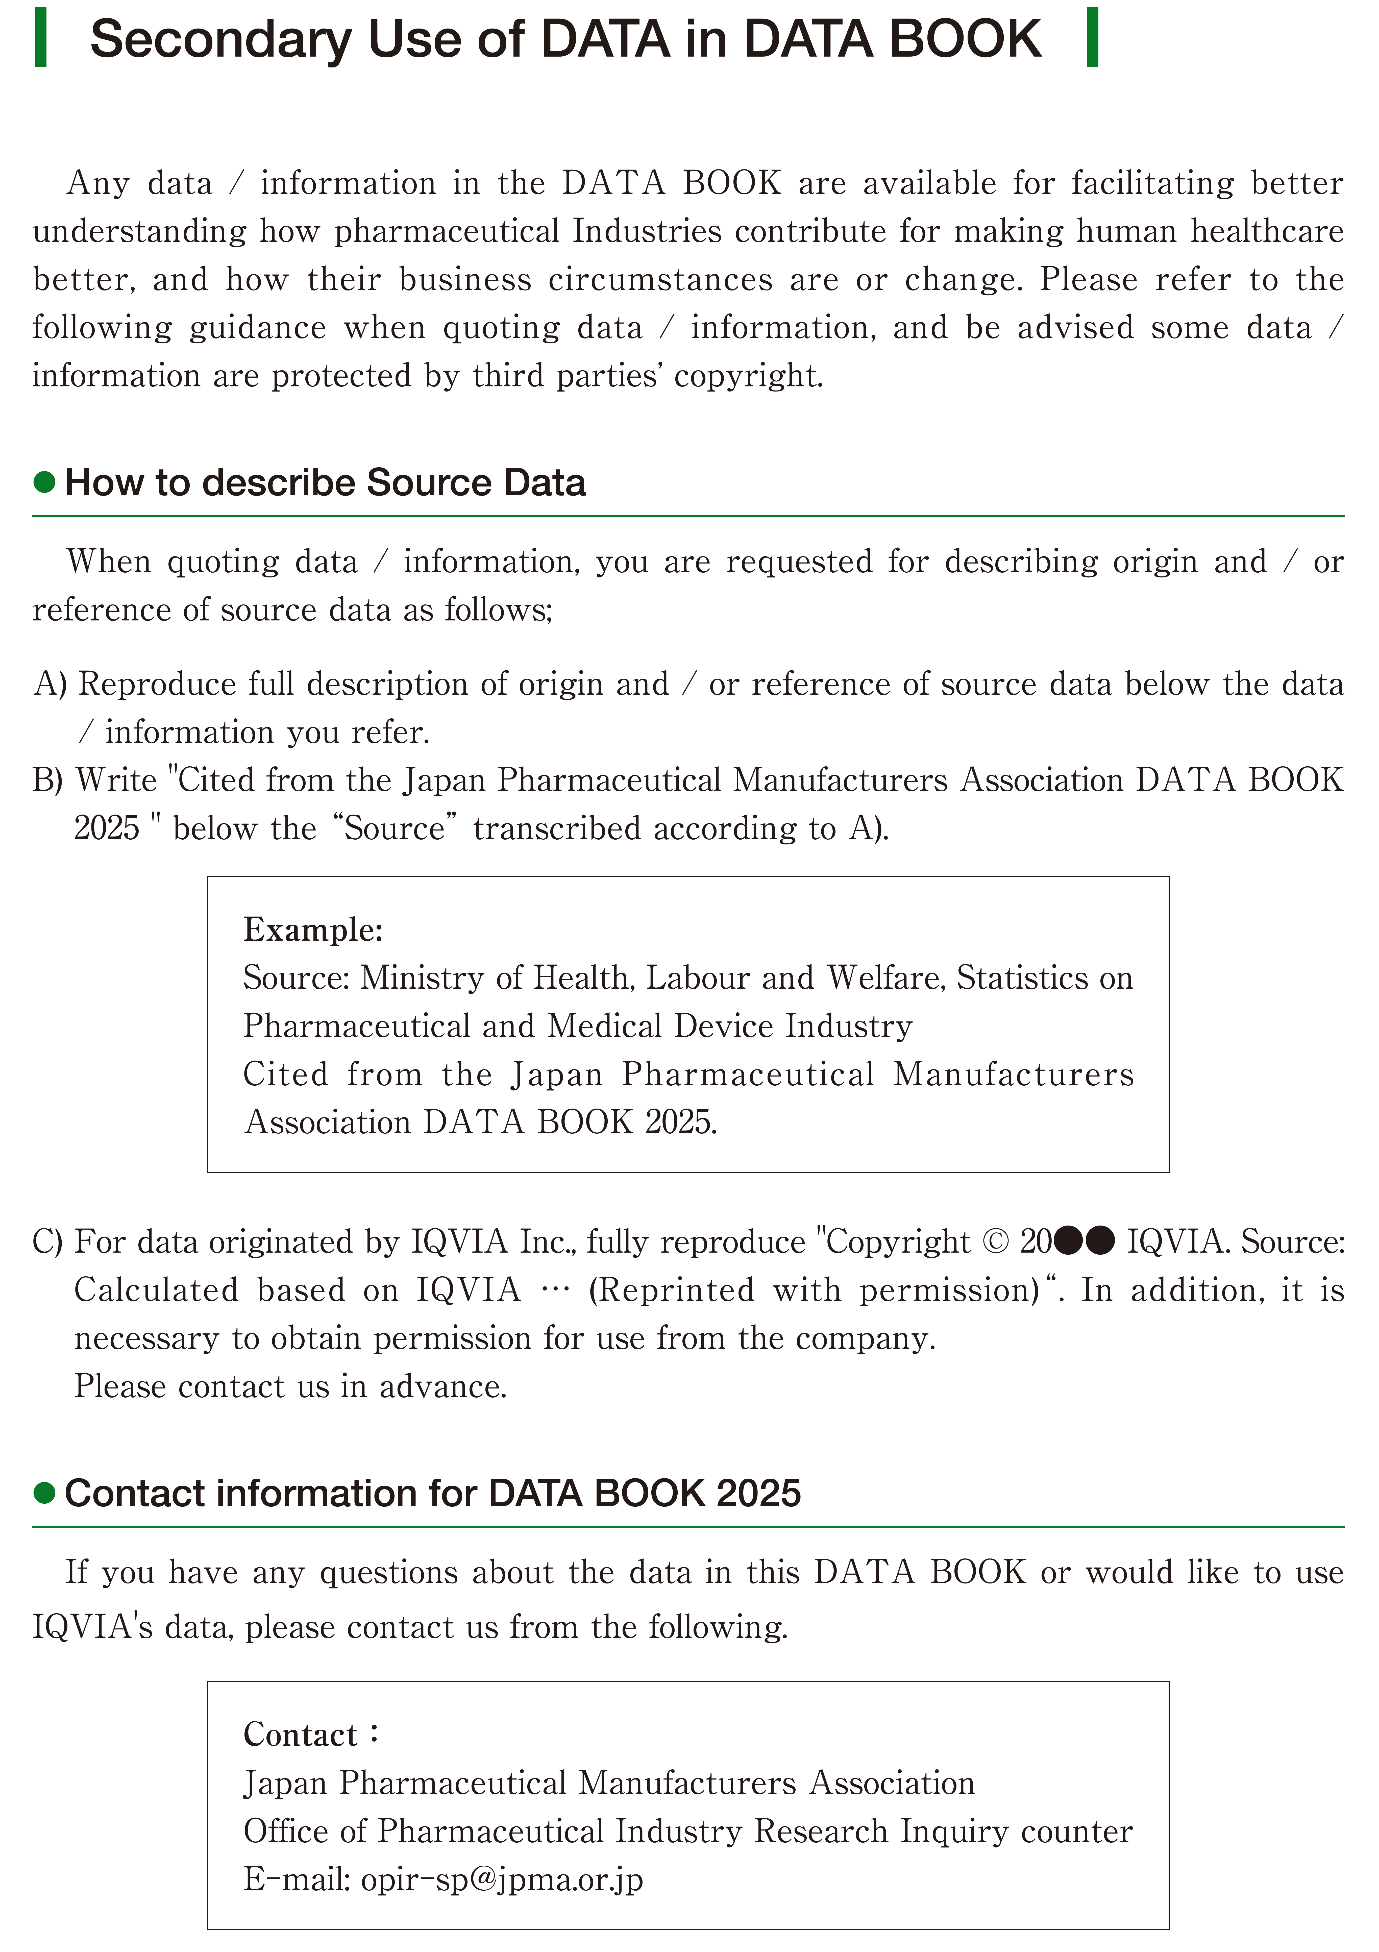 Secondary Use of DATA in DATA BOOK
Any data / information in the DATA BOOK are available for facilitating better
understanding how pharmaceutical Industries contribute for making human healthcare
better, and how their business circumstances are or change. Please refer to the
following guidance when quoting data / information, and be advised some data /
information are protected by third parties' copyright.
● How to describe Source Data
When quoting data / information, you are requested for describing origin and / or
reference of source data as follows;
A) Reproduce full description of origin and / or reference of source data below the data
/ information you refer.
B) Write "Cited from the Japan Pharmaceutical Manufacturers Association DATA BOOK
2025 " below the “Source” transcribed according to A).
Example:
Source: Ministry of Health, Labour and Welfare, Statistics on
Pharmaceutical and Medical Device Industry
Cited from the Japan Pharmaceutical Manufacturers
Association DATA BOOK 2025.
C) For data originated by IQVIA Inc., fully reproduce "Copyright © 20●● IQVIA. Source:
Calculated based on IQVIA … (Reprinted with permission)“. In addition, it is
necessary to obtain permission for use from the company.
Please contact us in advance.
● Contact information for DATA BOOK 2025
If you have any questions about the data in this DATA BOOK or would like to use
IQVIA's data, please contact us from the following.
Contact：
Japan Pharmaceutical Manufacturers Association
Office of Pharmaceutical Industry Research Inquiry counter
E-mail: opir-sp@jpma.or.jp